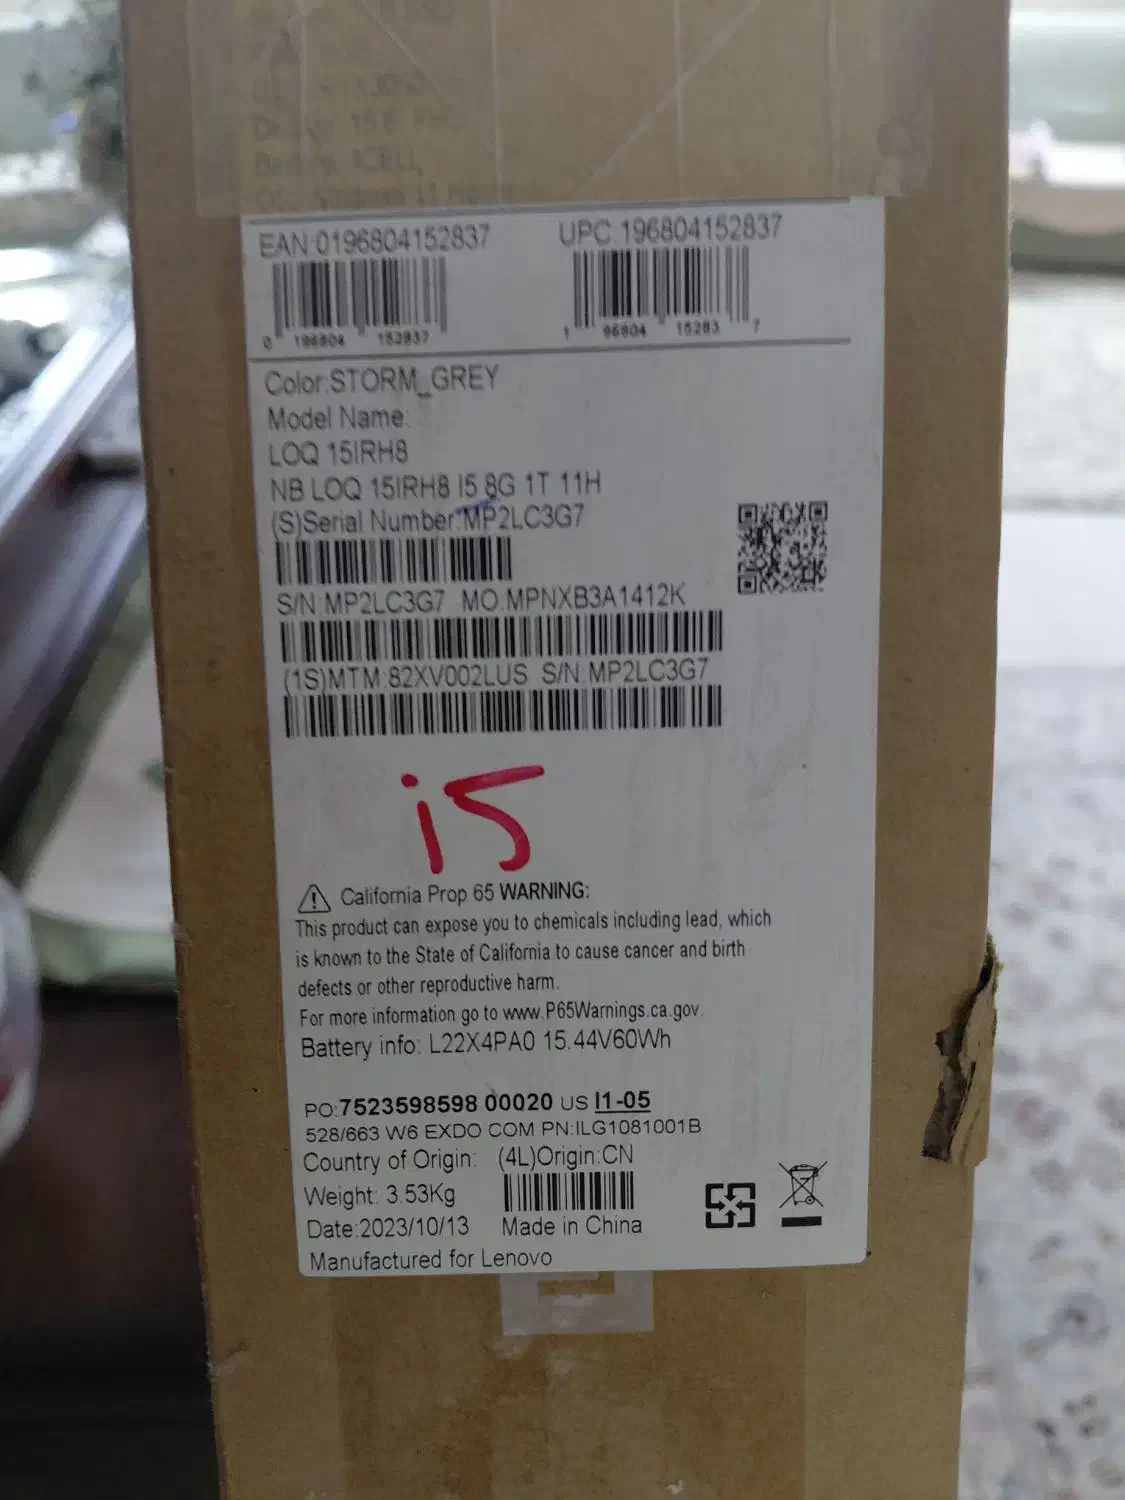 EAN:0196804152837 UPC:196804152837
0 196804 152837 1 96804 15283 7
Color:STORM_GREY
Model Name:
LOQ 15IRH8
NB LOQ 15IRH8 I5 8G 1T 11H
(S)Serial Number:MP2LC3G7
S/N:MP2LC3G7 MO:MPNXB3A1412K
(1S)MTM:82XV002LUS S/N:MP2LC3G7
i5
California Prop 65 WARNING:
This product can expose you to chemicals including lead, which
is known to the State of California to cause cancer and birth
defects or other reproductive harm.
For more information go to www.P65Warnings.ca.gov.
Battery info: L22X4PA0 15.44V60Wh
PO:7523598598 00020 US I1-05
528/663 W6 EXDO COM PN:ILG1081001B
Country of Origin: (4L)Origin:CN
Weight: 3.53Kg
Date:2023/10/13 Made in China
Manufactured for Lenovo